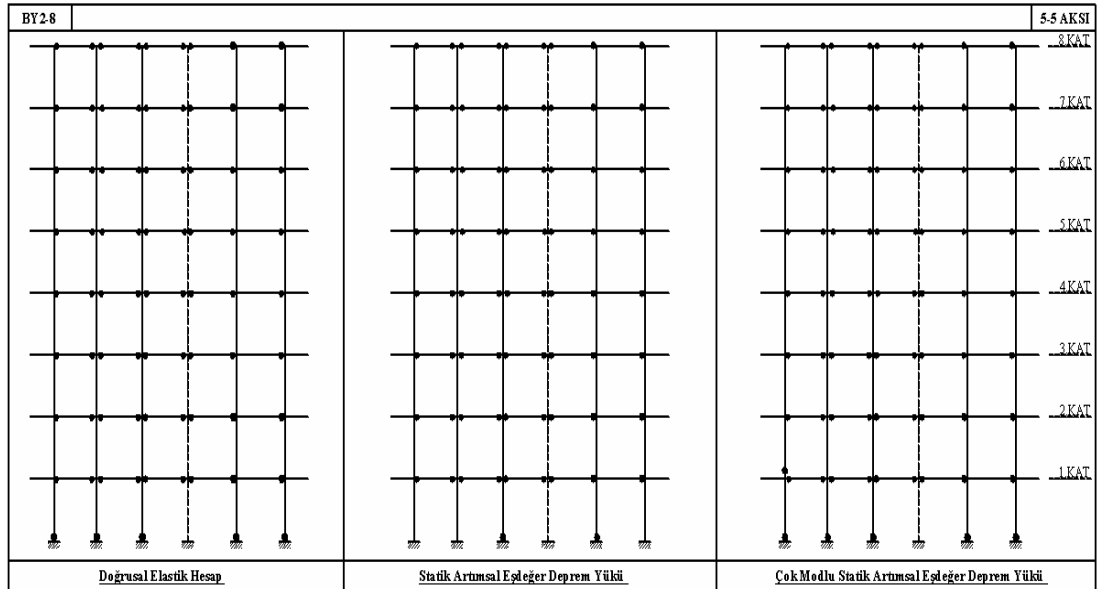 BY2-8
5-5 AKSI
8.KAT
7.KAT
6.KAT
5.KAT
4.KAT
3.KAT
2.KAT
1.KAT
Doğrusal Elastik Hesap
Statik Artımsal Eşdeğer Deprem Yükü
Çok Modlu Statik Artımsal Eşdeğer Deprem Yükü